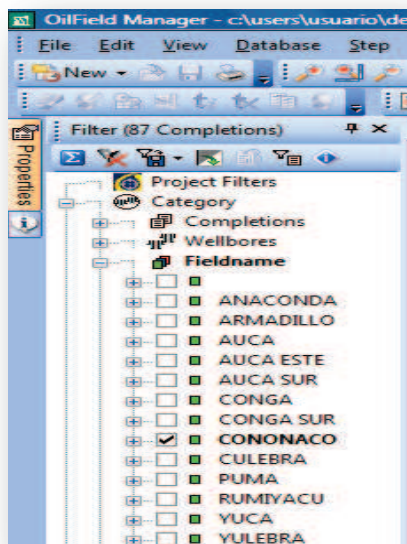 OilField Manager - c:\users\usuario\de
File Edit View Database Step
New
Filter (87 Completions)
Properties
Project Filters
Category
Completions
Wellbores
Fieldname
ANACONDA
ARMADILLO
AUCA
AUCA ESTE
AUCA SUR
CONGA
CONGA SUR
CONONACO
CULEBRA
PUMA
RUMIYACU
YUCA
YULEBRA